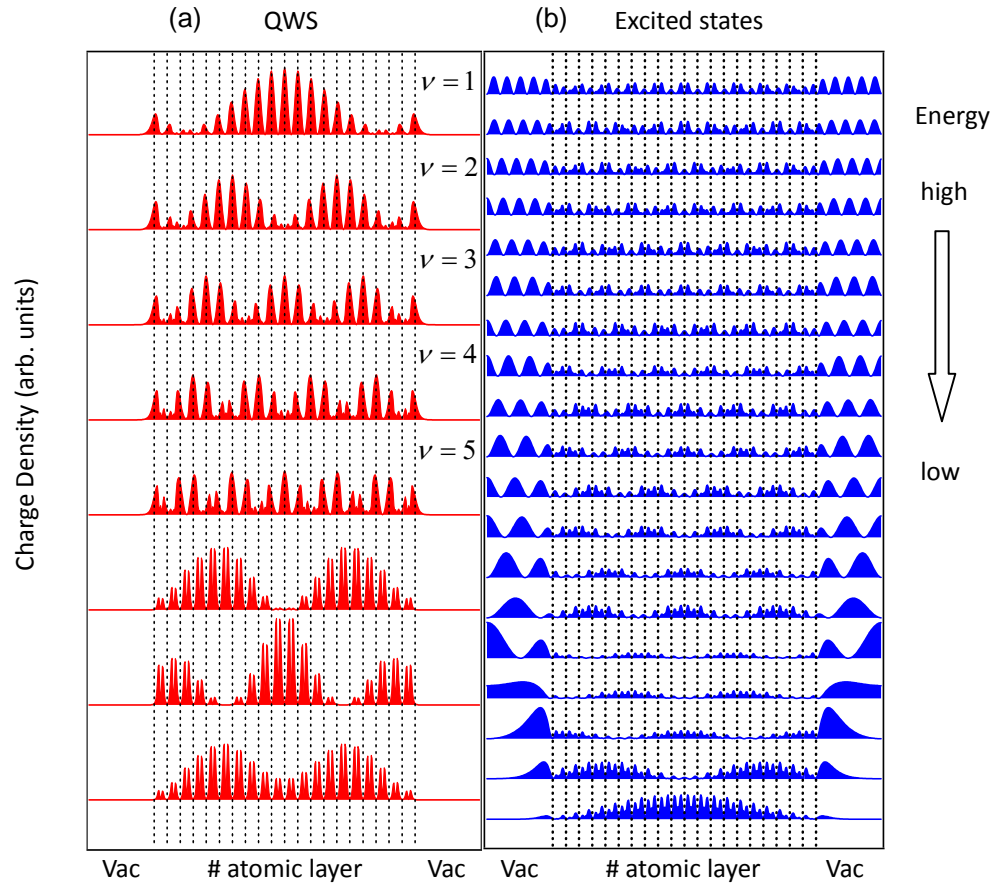 (a) QWS
(b) Excited states
ν = 1
ν = 2
ν = 3
ν = 4
ν = 5
Charge Density (arb. units)
Energy
high
low
Vac # atomic layer Vac
Vac # atomic layer Vac